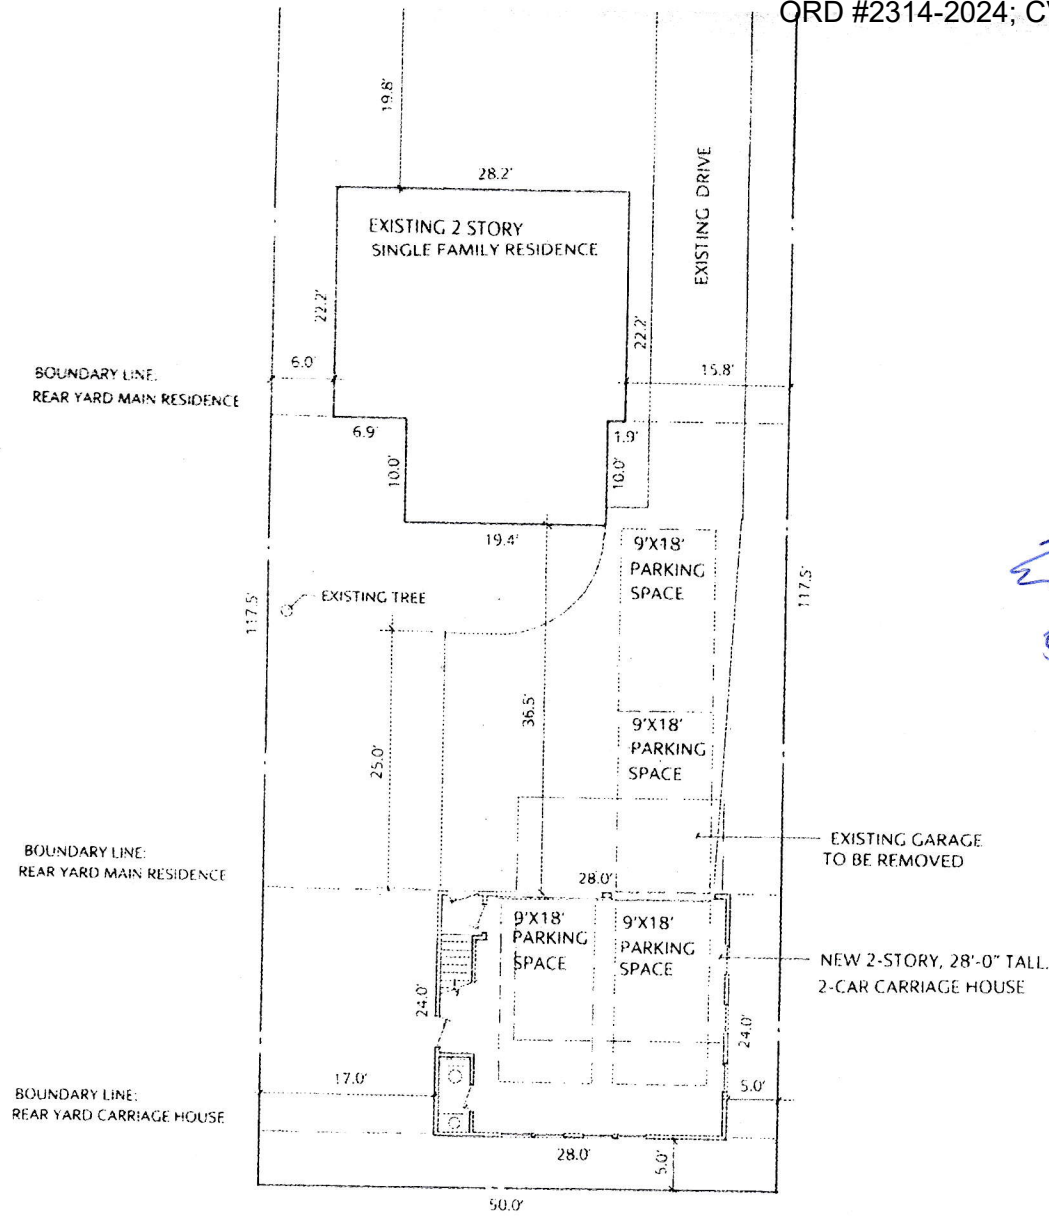 ORD #2314-2024; CV
19.8'
28.2'
EXISTING 2 STORY
SINGLE FAMILY RESIDENCE
EXISTING DRIVE
22.2'
22.2'
6.0'
15.8'
BOUNDARY LINE:
REAR YARD MAIN RESIDENCE
6.9'
1.9'
10.0'
10.0'
19.4'
9'X18'
PARKING
SPACE
EXISTING TREE
117.5'
117.5'
36.5'
25.0'
9'X18'
PARKING
SPACE
EXISTING GARAGE
TO BE REMOVED
BOUNDARY LINE:
REAR YARD MAIN RESIDENCE
28.0'
9'X18'
PARKING
SPACE
9'X18'
PARKING
SPACE
NEW 2-STORY, 28'-0" TALL,
2-CAR CARRIAGE HOUSE
24.0'
24.0'
17.0'
5.0'
BOUNDARY LINE:
REAR YARD CARRIAGE HOUSE
28.0'
5.0'
50.0'